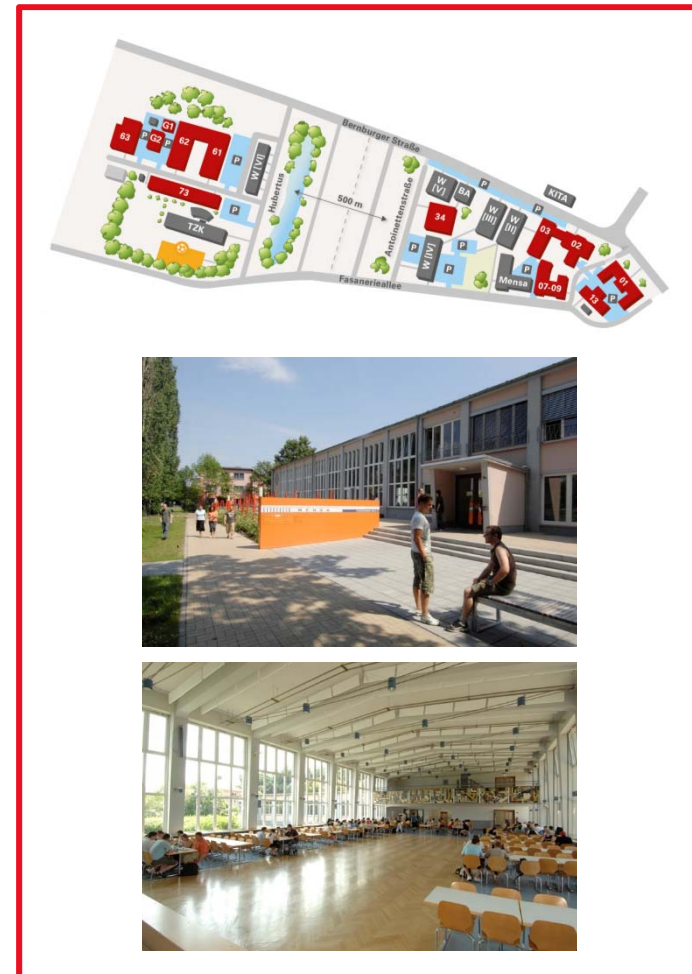 Bernburger Straße
63
P
G1
G2
P
62
61
P
W [VI]
73
P
TZK
Hubertus
500 m
Antoinettenstraße
W [V]
BA
P
KITA
34
W [III]
W [II]
P
03
02
P
W [IV]
P
P
Mensa
P
07-09
01
13
P
Fasanerieallee
MENSA